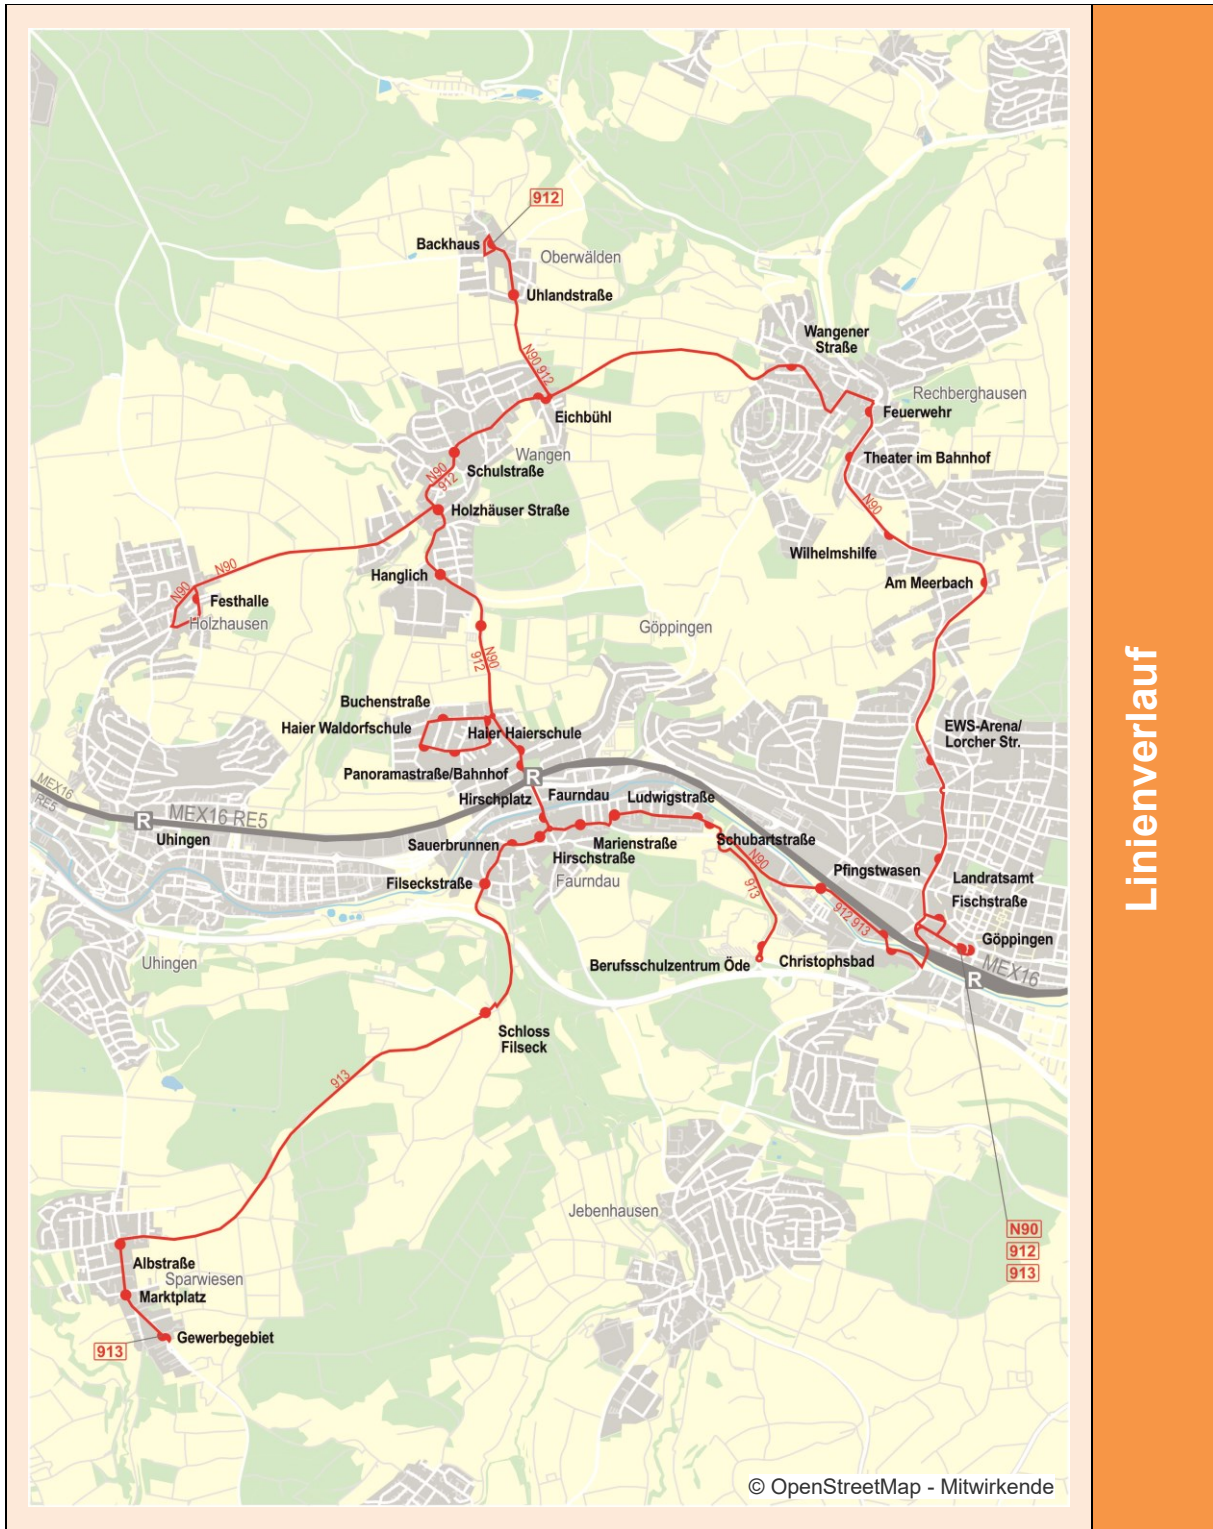 912
Backhaus
Oberwälden
Uhlandstraße
Wangener
Straße
N90 912
Rechberghausen
Feuerwehr
Eichbühl
Wangen
Theater im Bahnhof
Schulstraße
N90
912
N90
Holzhäuser Straße
Wilhelmshilfe
N90
Hanglich
Am Meerbach
N90
Festhalle
Holzhausen
Göppingen
N90
912
Buchenstraße
Haier Waldorfschule
Haier Haierschule
EWS-Arena/
Lorcher Str.
Panoramastraße/Bahnhof
R
MEX16
RE5
Hirschplatz
Faurndau
Ludwigstraße
R
MEX16 RE5
Uhingen
Sauerbrunnen
Marienstraße
Schubartstraße
Hirschstraße
N90
Pfingstwasen
Filseckstraße
Faurndau
913
Landratsamt
Fischstraße
912 913
Göppingen
Uhingen
Berufsschulzentrum Öde
Christophsbad
MEX16
R
Schloss
Filseck
913
Jebenhausen
N90
912
913
Albstraße
Sparwiesen
Marktplatz
Gewerbegebiet
913
© OpenStreetMap - Mitwirkende
Linienverlauf